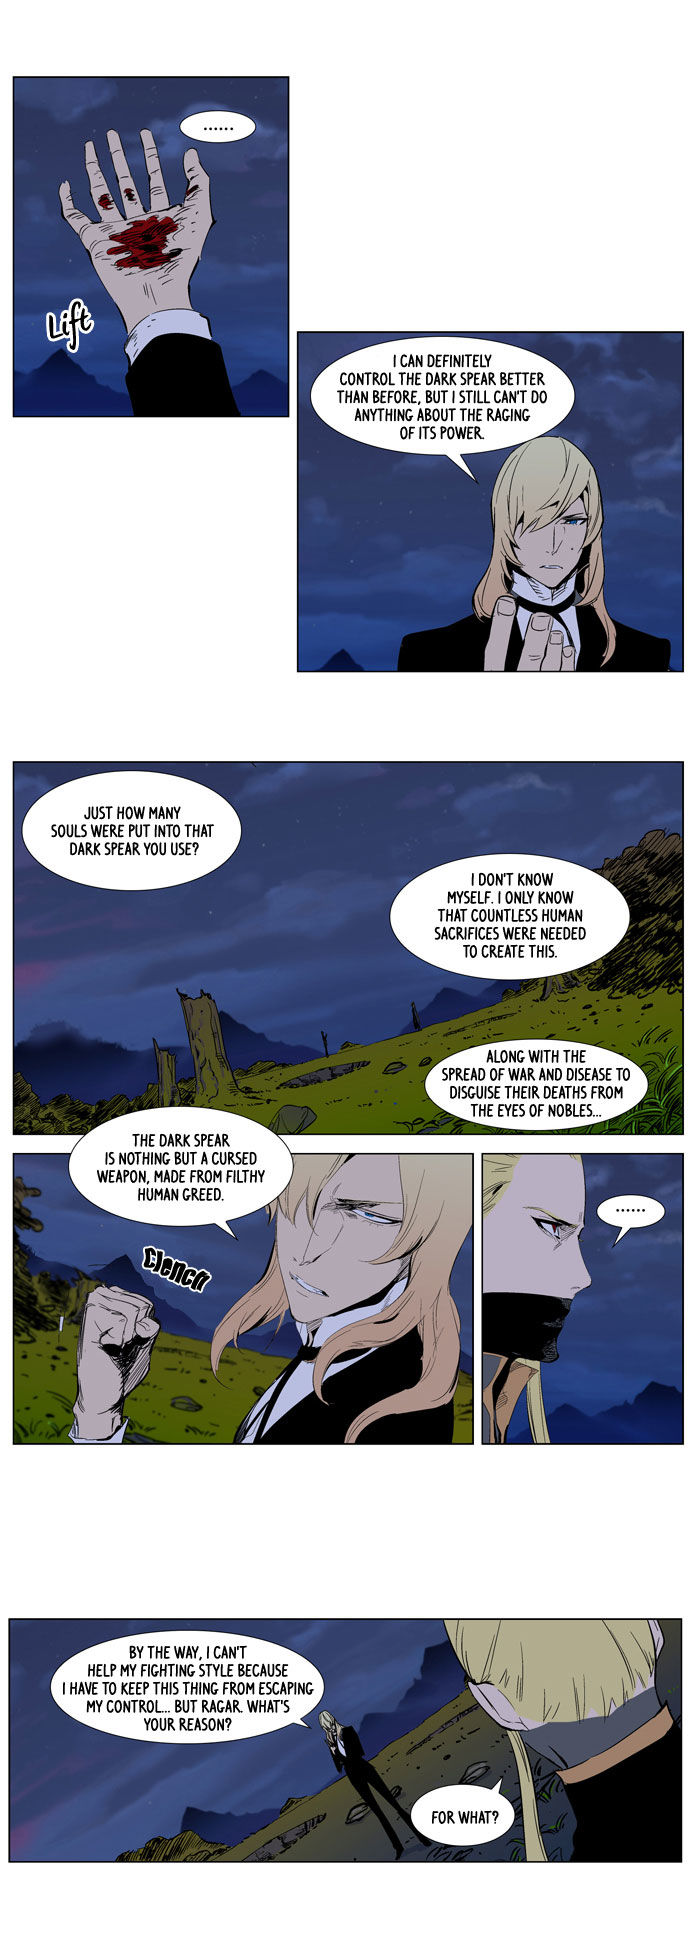 ......
Lift
I CAN DEFINITELY
CONTROL THE DARK SPEAR BETTER
THAN BEFORE, BUT I STILL CAN'T DO
ANYTHING ABOUT THE RAGING
OF ITS POWER.
JUST HOW MANY
SOULS WERE PUT INTO THAT
DARK SPEAR YOU USE?
I DON'T KNOW
MYSELF. I ONLY KNOW
THAT COUNTLESS HUMAN
SACRIFICES WERE NEEDED
TO CREATE THIS.
ALONG WITH THE
SPREAD OF WAR AND DISEASE TO
DISGUISE THEIR DEATHS FROM
THE EYES OF NOBLES...
THE DARK SPEAR
IS NOTHING BUT A CURSED
WEAPON, MADE FROM FILTHY
HUMAN GREED.
Clench
......
BY THE WAY, I CAN'T
HELP MY FIGHTING STYLE BECAUSE
I HAVE TO KEEP THIS THING FROM ESCAPING
MY CONTROL... BUT RAGAR. WHAT'S
YOUR REASON?
FOR WHAT?